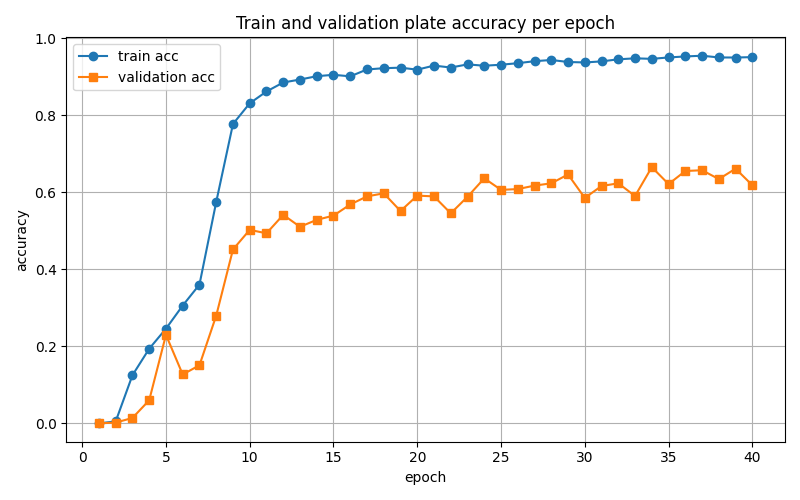 Train and validation plate accuracy per epoch
train acc
validation acc
accuracy
1.0
0.8
0.6
0.4
0.2
0.0
0 5 10 15 20 25 30 35 40
epoch